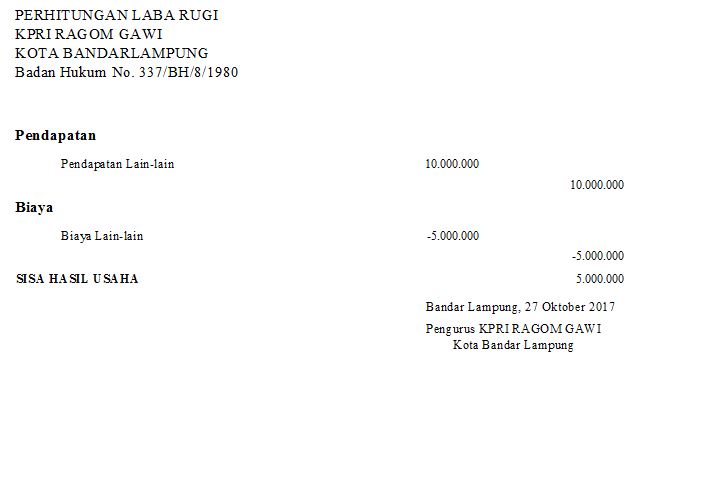 PERHITUNGAN LABA RUGI
KPRI RAGOM GAWI
KOTA BANDARLAMPUNG
Badan Hukum No. 337/BH/8/1980
Pendapatan
Pendapatan Lain-lain 10.000.000
10.000.000
Biaya
Biaya Lain-lain -5.000.000
-5.000.000
SISA HASIL USAHA 5.000.000
Bandar Lampung, 27 Oktober 2017
Pengurus KPRI RAGOM GAWI
Kota Bandar Lampung